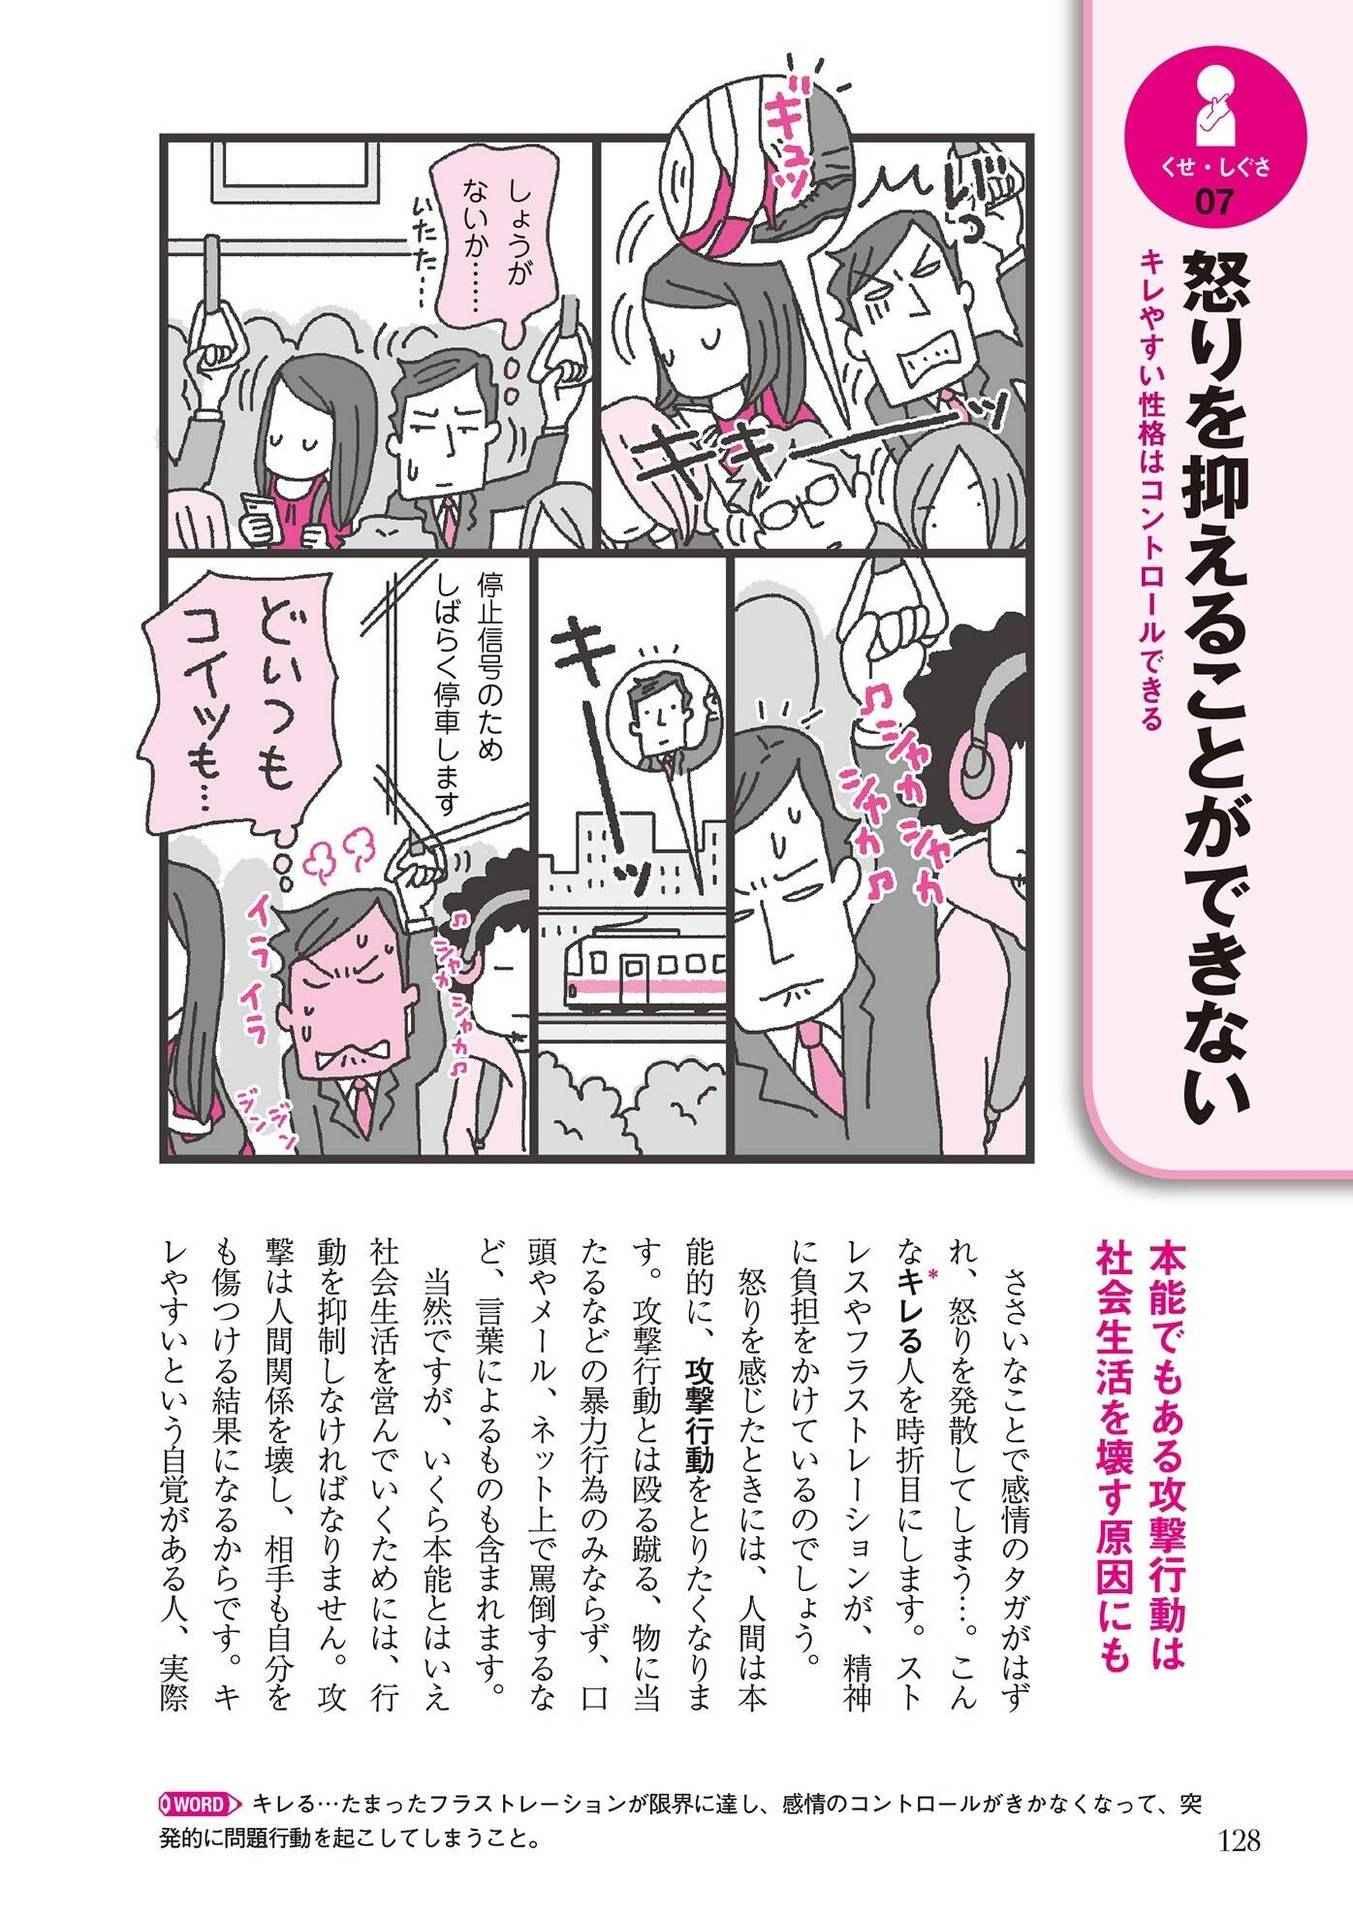 くせ・しぐさ
07
怒りを抑えることができない
キレやすい性格はコントロールできる
ギュッ
いてっ
キキーーッ
しょうが
ないか……
いたた…
シャカ
シャカ
シャカ
シャカ
キーーッ
停止信号のため
しばらく停車します
どいつも
コイツも…
イライラ
シャカ
シャカ
ジンジン
本能でもある攻撃行動は
社会生活を壊す原因にも
ささいなことで感情のタガがはず
れ、怒りを発散してしまう…。こん
な*キレる人を時折目にします。スト
レスやフラストレーションが、精神
に負担をかけているのでしょう。
怒りを感じたときには、人間は本
能的に、攻撃行動をとりたくなりま
す。攻撃行動とは殴る蹴る、物に当
たるなどの暴力行為のみならず、口
頭やメール、ネット上で罵倒するな
ど、言葉によるものも含まれます。
当然ですが、いくら本能とはいえ
社会生活を営んでいくためには、行
動を抑制しなければなりません。攻
撃は人間関係を壊し、相手も自分を
も傷つける結果になるからです。キ
レやすいという自覚がある人、実際
WORD キレる…たまったフラストレーションが限界に達し、感情のコントロールがきかなくなって、突
発的に問題行動を起こしてしまうこと。
128